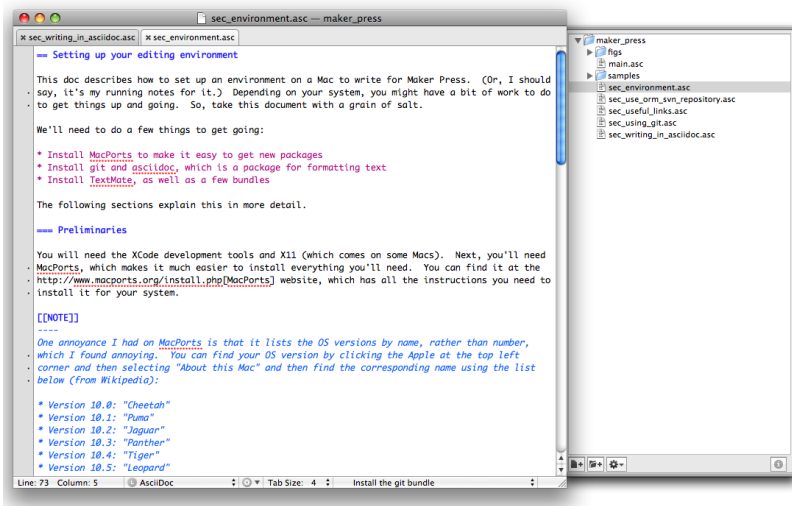 sec_environment.asc — maker_press
sec_writing_in_asciidoc.asc
sec_environment.asc
== Setting up your editing environment
This doc describes how to set up an environment on a Mac to write for Maker Press.  (Or, I should
say, it's my running notes for it.)  Depending on your system, you might have a bit of work to do
to get things up and going.  So, take this document with a grain of salt.
We'll need to do a few things to get going:
* Install MacPorts to make it easy to get new packages
* Install git and asciidoc, which is a package for formatting text
* Install TextMate, as well as a few bundles
The following sections explain this in more detail.
=== Preliminaries
You will need the XCode development tools and X11 (which comes on some Macs).  Next, you'll need
MacPorts, which makes it much easier to install everything you'll need.  You can find it at the
http://www.macports.org/install.php[MacPorts] website, which has all the instructions you need to
install it for your system.
[[NOTE]]
----
One annoyance I had on MacPorts is that it lists the OS versions by name, rather than number,
which I found annoying.  You can find your OS version by clicking the Apple at the top left
corner and then selecting "About this Mac" and then find the corresponding name using the list
below (from Wikipedia):
* Version 10.0: "Cheetah"
* Version 10.1: "Puma"
* Version 10.2: "Jaguar"
* Version 10.3: "Panther"
* Version 10.4: "Tiger"
* Version 10.5: "Leopard"
Line: 73  Column: 5
AsciiDoc
Tab Size:  4
Install the git bundle
maker_press
figs
main.asc
samples
sec_environment.asc
sec_use_orm_svn_repository.asc
sec_useful_links.asc
sec_using_git.asc
sec_writing_in_asciidoc.asc